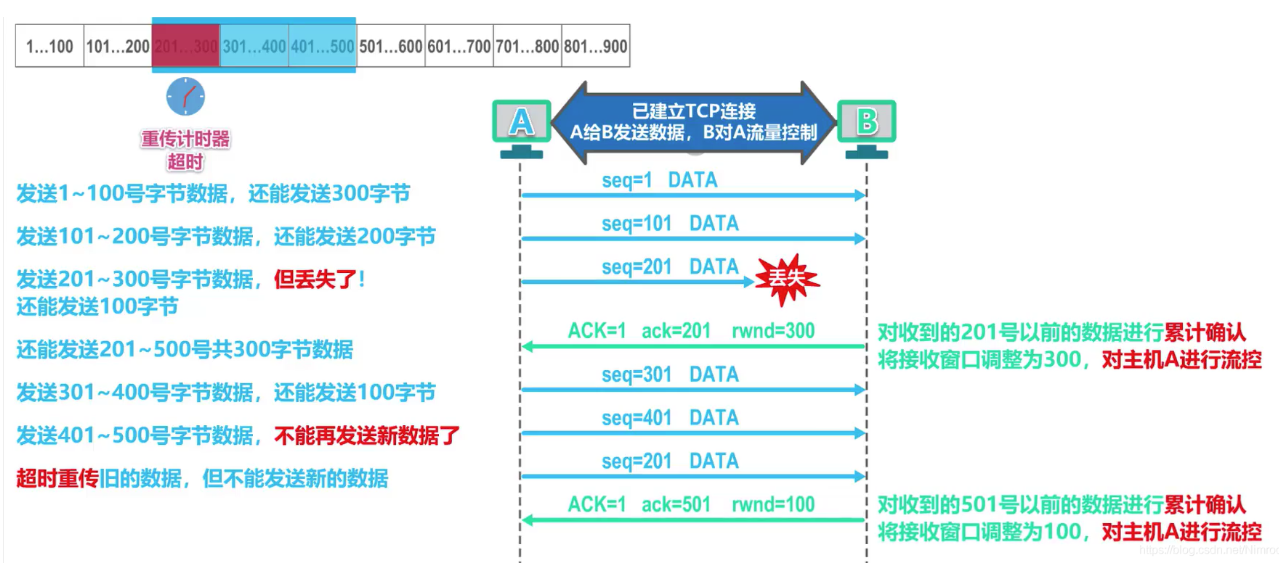 1…100 101…200 201…300 301…400 401…500 501…600 601…700 701…800 801…900
重传计时器
超时
A
已建立TCP连接
A给B发送数据，B对A流量控制
B
发送1~100号字节数据，还能发送300字节
seq=1 DATA
发送101~200号字节数据，还能发送200字节
seq=101 DATA
发送201~300号字节数据，但丢失了！
还能发送100字节
seq=201 DATA
丢失
还能发送201~500号共300字节数据
ACK=1 ack=201 rwnd=300
对收到的201号以前的数据进行累计确认
将接收窗口调整为300，对主机A进行流控
发送301~400号字节数据，还能发送100字节
seq=301 DATA
发送401~500号字节数据，不能再发送新数据了
seq=401 DATA
超时重传旧的数据，但不能发送新的数据
seq=201 DATA
ACK=1 ack=501 rwnd=100
对收到的501号以前的数据进行累计确认
将接收窗口调整为100，对主机A进行流控
https://blog.csdn.net/Nimrod